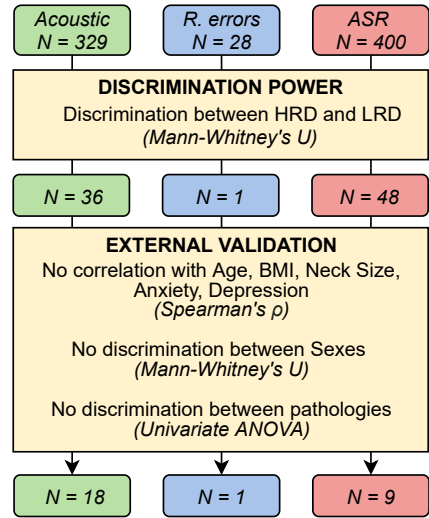 Acoustic
N = 329
R. errors
N = 28
ASR
N = 400
DISCRIMINATION POWER
Discrimination between HRD and LRD
(Mann-Whitney's U)
N = 36
N = 1
N = 48
EXTERNAL VALIDATION
No correlation with Age, BMI, Neck Size,
Anxiety, Depression
(Spearman's ρ)
No discrimination between Sexes
(Mann-Whitney's U)
No discrimination between pathologies
(Univariate ANOVA)
N = 18
N = 1
N = 9